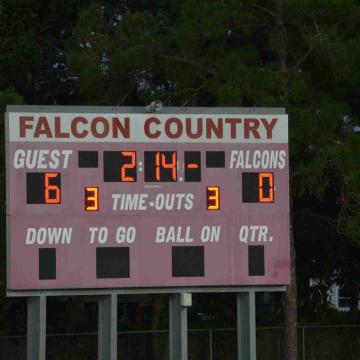 FALCON COUNTRY
GUEST 2:14.- FALCONS
6 3 TIME-OUTS 3 0
DOWN TO GO BALL ON QTR.